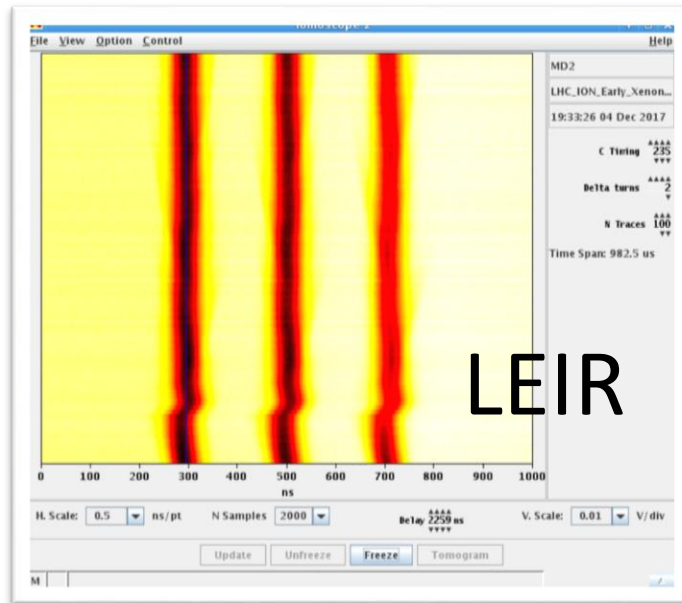 File View Option Control Help
MD2
LHC_ION_Early_Xenon...
19:33:26 04 Dec 2017
C Timing 235
Delta turns 2
N Traces 100
Time Span: 982.5 us
LEIR
0 100 200 300 400 500 600 700 800 900 1000
ns
H. Scale: 0.5 ns/pt N Samples 2000 Delay 2259 ns V. Scale: 0.01 V/div
Update Unfreeze Freeze Tomogram
M